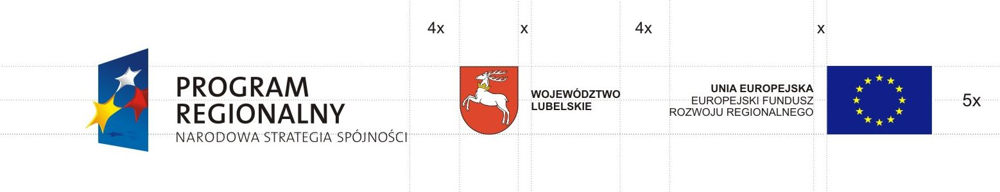 4x x 4x x
PROGRAM
REGIONALNY
NARODOWA STRATEGIA SPÓJNOŚCI
WOJEWÓDZTWO
LUBELSKIE
UNIA EUROPEJSKA
EUROPEJSKI FUNDUSZ
ROZWOJU REGIONALNEGO
5x